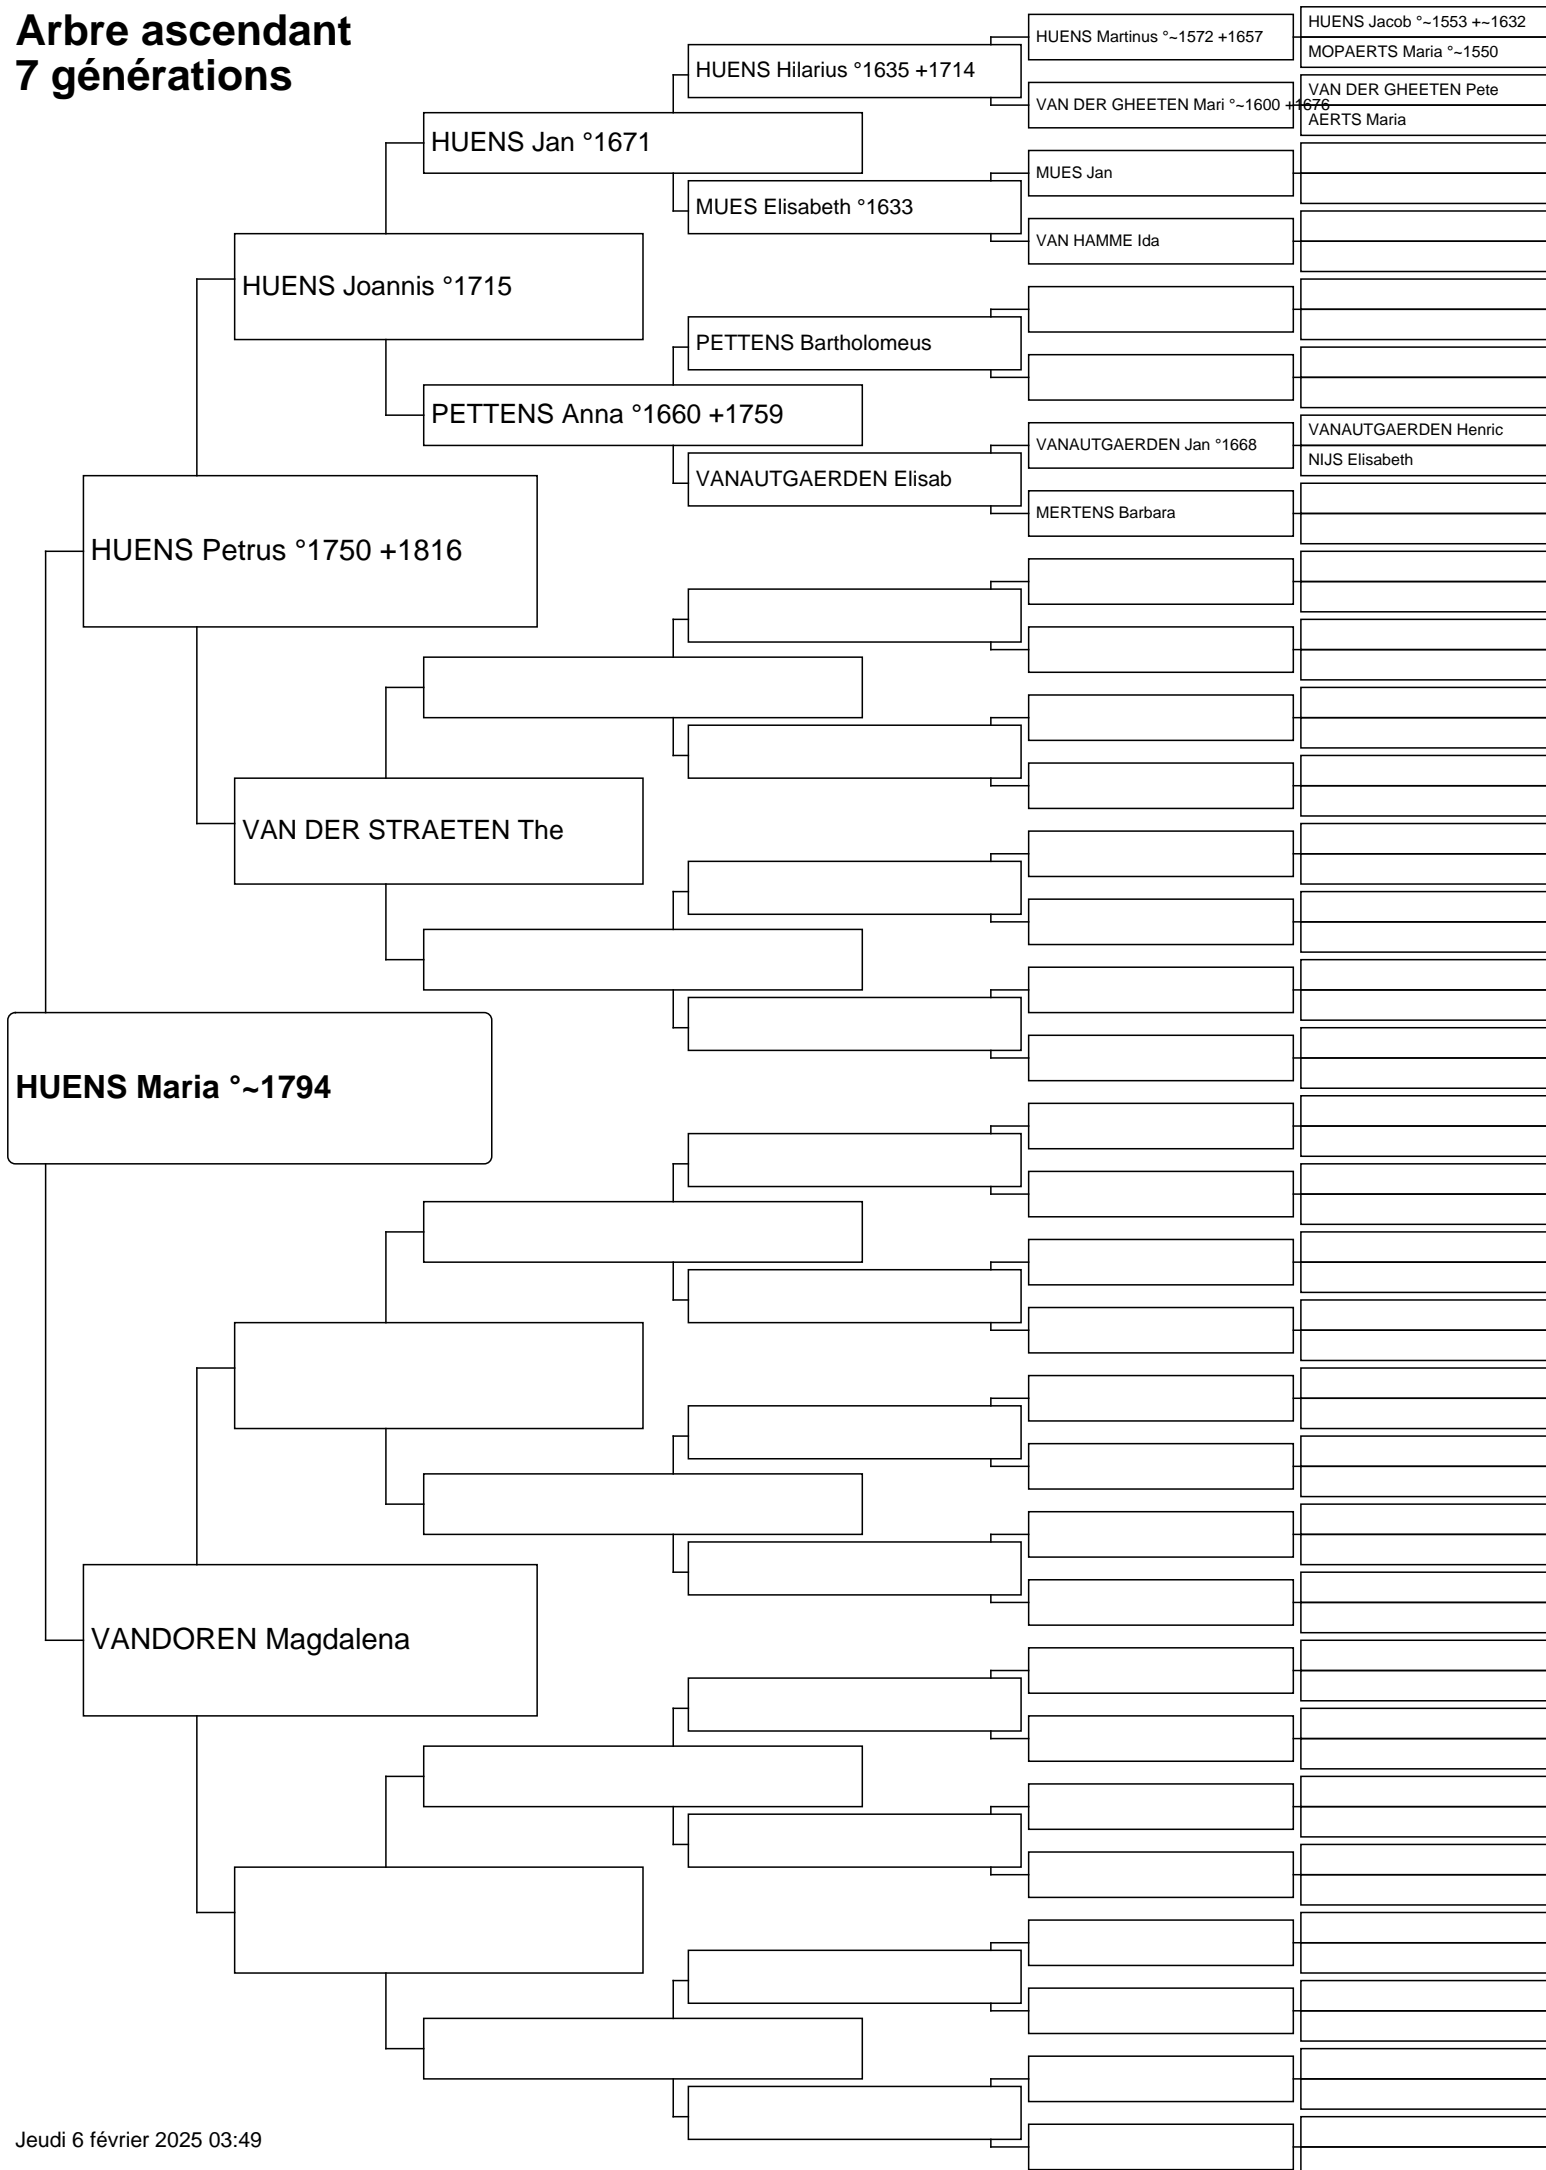 Arbre ascendant
7 générations
HUENS Jacob °~1553 +~1632
HUENS Martinus °~1572 +1657
MOPAERTS Maria °~1550
HUENS Hilarius °1635 +1714
VAN DER GHEETEN Pete
VAN DER GHEETEN Mari °~1600 +1676
AERTS Maria
HUENS Jan °1671
MUES Jan
MUES Elisabeth °1633
VAN HAMME Ida
HUENS Joannis °1715
PETTENS Bartholomeus
PETTENS Anna °1660 +1759
VANAUTGAERDEN Henric
VANAUTGAERDEN Jan °1668
NIJS Elisabeth
VANAUTGAERDEN Elisab
MERTENS Barbara
HUENS Petrus °1750 +1816
VAN DER STRAETEN The
HUENS Maria °~1794
VANDOREN Magdalena
Jeudi 6 février 2025 03:49